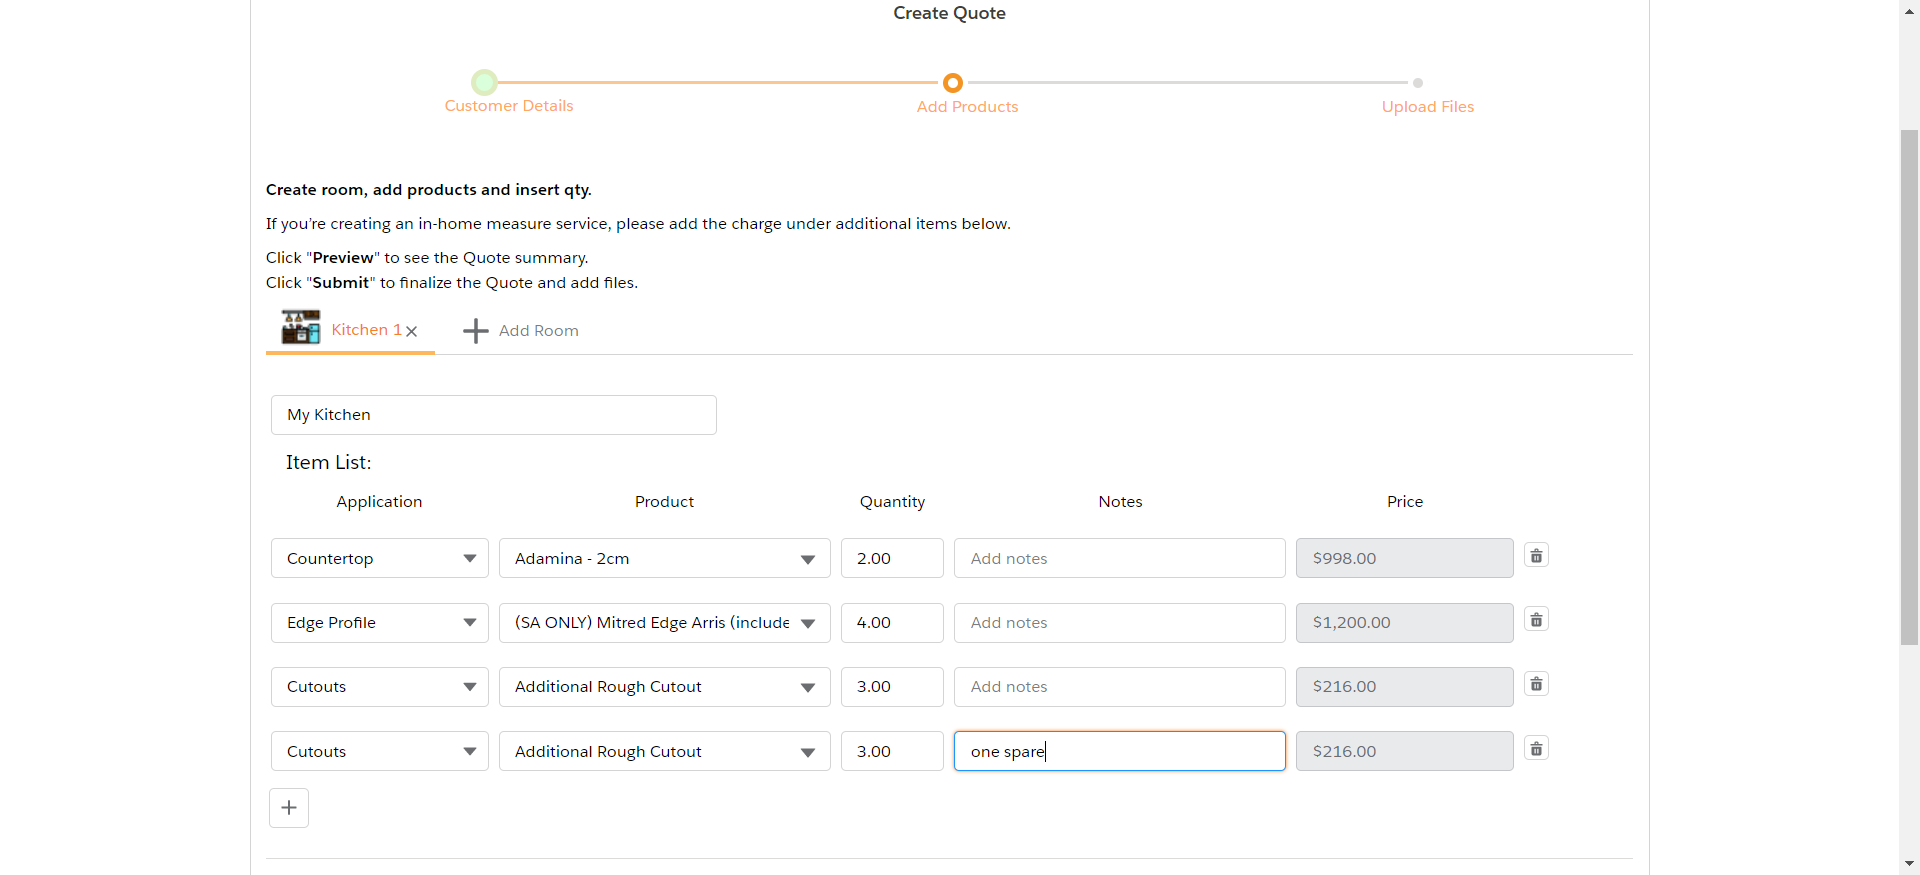 Create Quote
Customer Details
Add Products
Upload Files
Create room, add products and insert qty.
If you're creating an in-home measure service, please add the charge under additional items below.
Click "Preview" to see the Quote summary.
Click "Submit" to finalize the Quote and add files.
Kitchen 1
Add Room
My Kitchen
Item List:
Application Product Quantity Notes Price
Countertop Adamina - 2cm 2.00 Add notes $998.00
Edge Profile (SA ONLY) Mitred Edge Arris (include 4.00 Add notes $1,200.00
Cutouts Additional Rough Cutout 3.00 Add notes $216.00
Cutouts Additional Rough Cutout 3.00 one spare $216.00